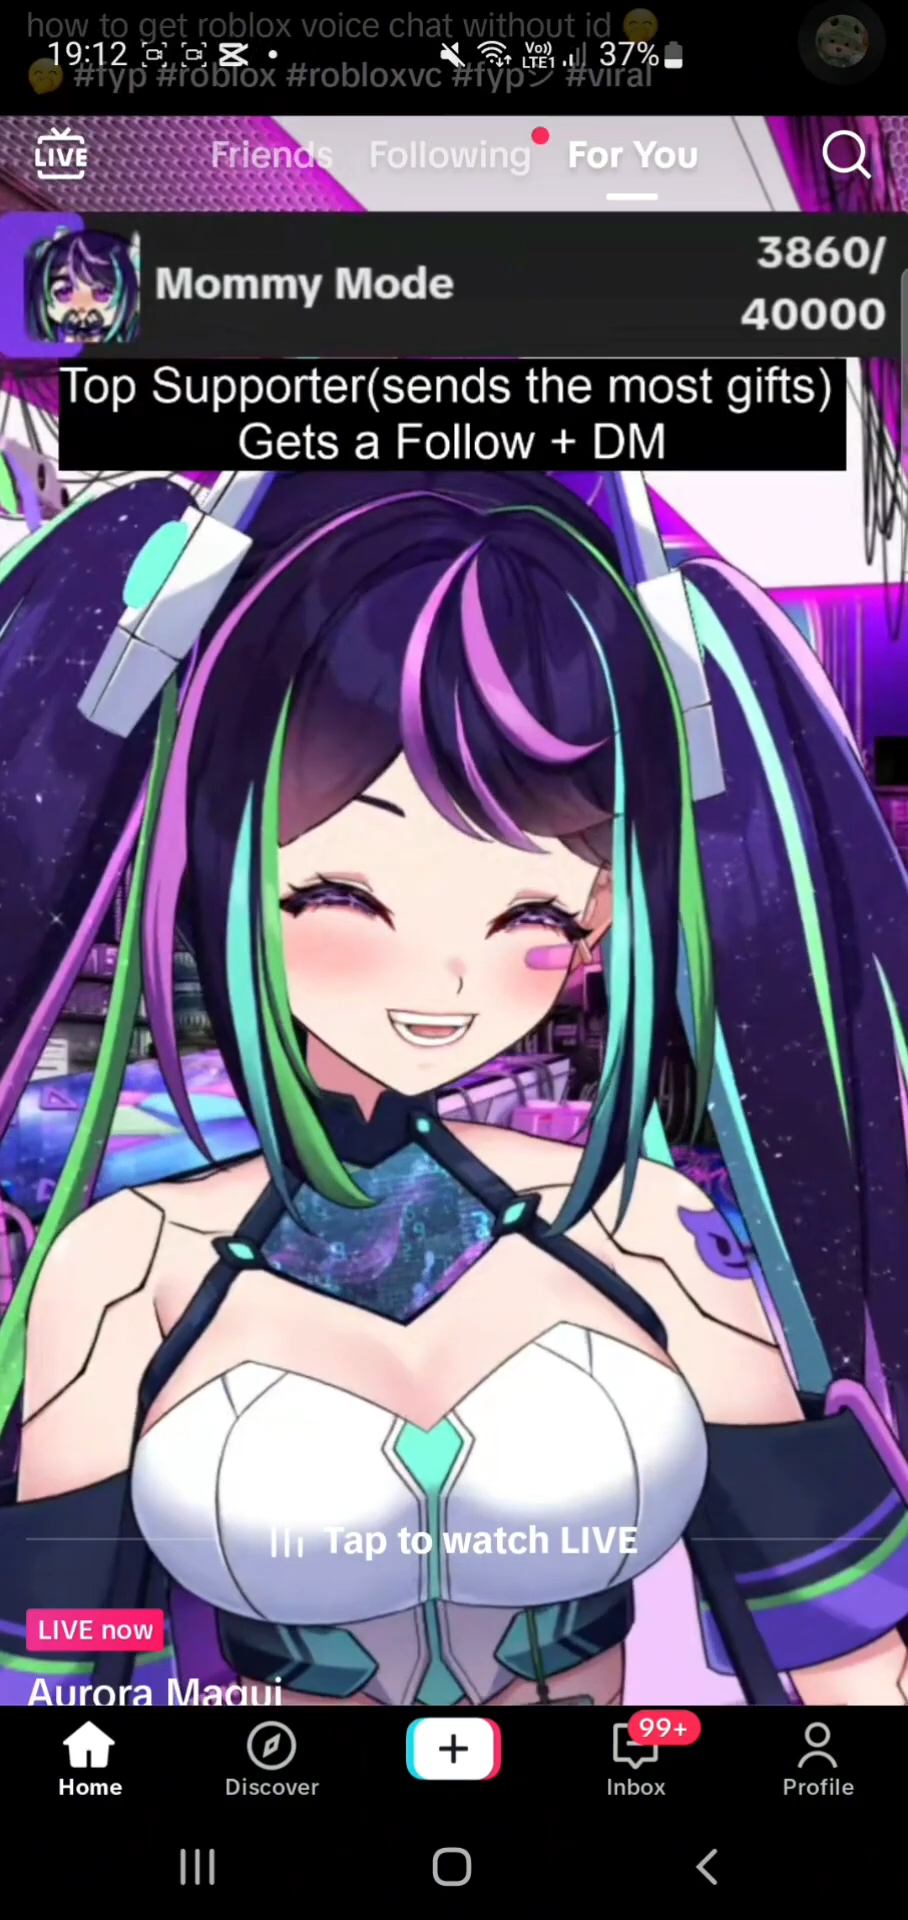 how to get roblox voice chat without id 🤭
19:12 Vo) LTE1 37%
🤭 #fyp #roblox #robloxvc #fypシ #viral
LIVE Friends Following For You
Mommy Mode 3860/
40000
Top Supporter(sends the most gifts)
Gets a Follow + DM
Tap to watch LIVE
LIVE now
Aurora Magui
99+
Home Discover Inbox Profile